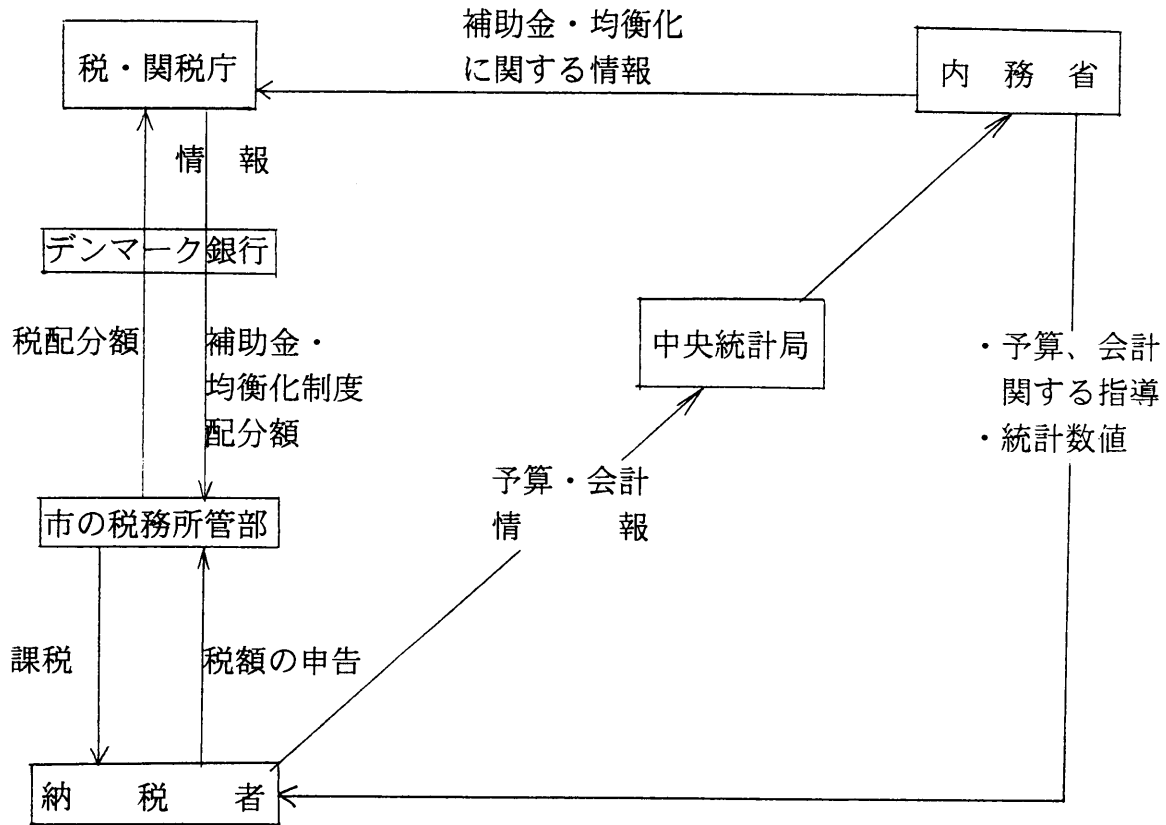 補助金・均衡化
に関する情報
税・関税庁
内務省
情報
デンマーク銀行
税配分額
補助金・
均衡化制度
配分額
中央統計局
・予算、会計
関する指導
・統計数値
予算・会計
情報
市の税務所管部
課税
税額の申告
納税者